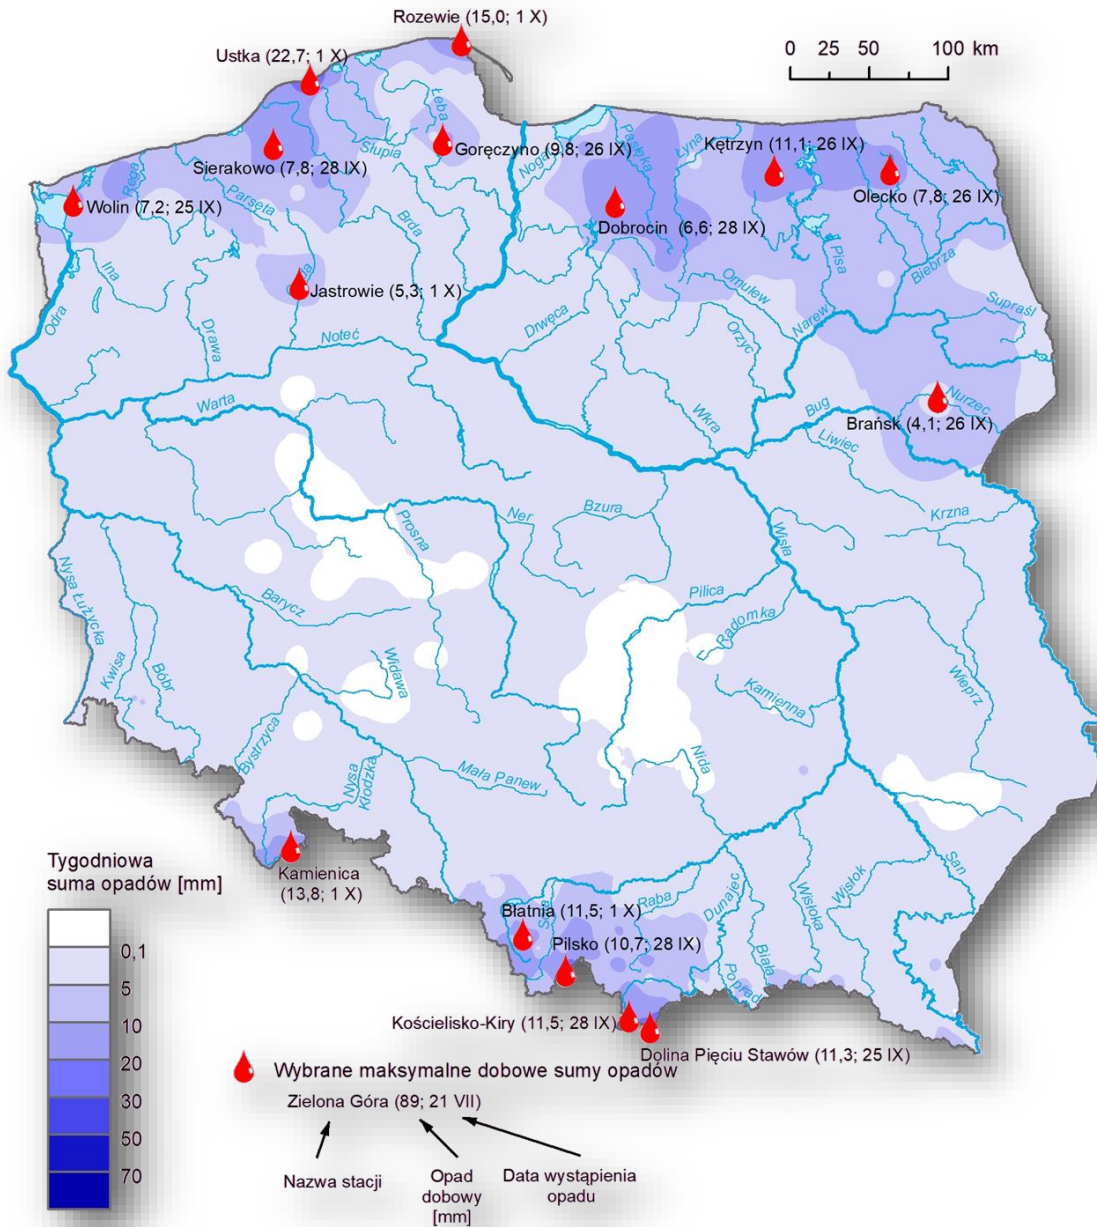 Rozewie (15,0; 1 X)
Ustka (22,7; 1 X)
0 25 50 100 km
Łeba
Słupia
Goręczyno (9,8; 26 IX)
Nogat
Pasłęka
Łyna
Kętrzyn (11,1; 26 IX)
Sierakowo (7,8; 28 IX)
Rega
Parsęta
Olecko (7,8; 26 IX)
Wolin (7,2; 25 IX)
Brda
Dobrocin (6,6; 28 IX)
Pisa
Biebrza
Ina
Jastrowie (5,3; 1 X)
Omulew
Supraśl
Odra
Drawa
Noteć
Drwęca
Orzyc
Narew
Warta
Wkra
Bug
Nurzec
Brańsk (4,1; 26 IX)
Liwiec
Prosna
Ner
Bzura
Krzna
Wisła
Nysa Łużycka
Kwisa
Bóbr
Barycz
Pilica
Radomka
Widawa
Kamienna
Wieprz
Bystrzyca
Nysa
Kłodzka
Mała Panew
Nida
Kamienica
(13,8; 1 X)
Raba
Dunajec
Wisłoka
Wisłok
San
Błatnia (11,5; 1 X)
Pilsko (10,7; 28 IX)
Biała
Poprad
Kościelisko-Kiry (11,5; 28 IX)
Dolina Pięciu Stawów (11,3; 25 IX)
Tygodniowa
suma opadów [mm]
0,1
5
10
20
30
50
70
Wybrane maksymalne dobowe sumy opadów
Zielona Góra (89; 21 VII)
Nazwa stacji
Opad
dobowy
[mm]
Data wystąpienia
opadu